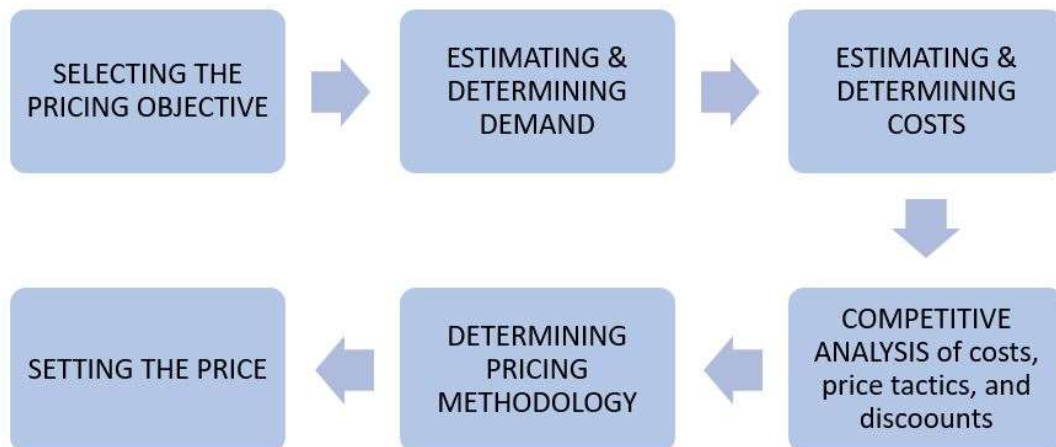 SELECTING THE
PRICING OBJECTIVE
ESTIMATING &
DETERMINING
DEMAND
ESTIMATING &
DETERMINING
COSTS
COMPETITIVE
ANALYSIS of costs,
price tactics, and
discoounts
DETERMINING
PRICING
METHODOLOGY
SETTING THE PRICE